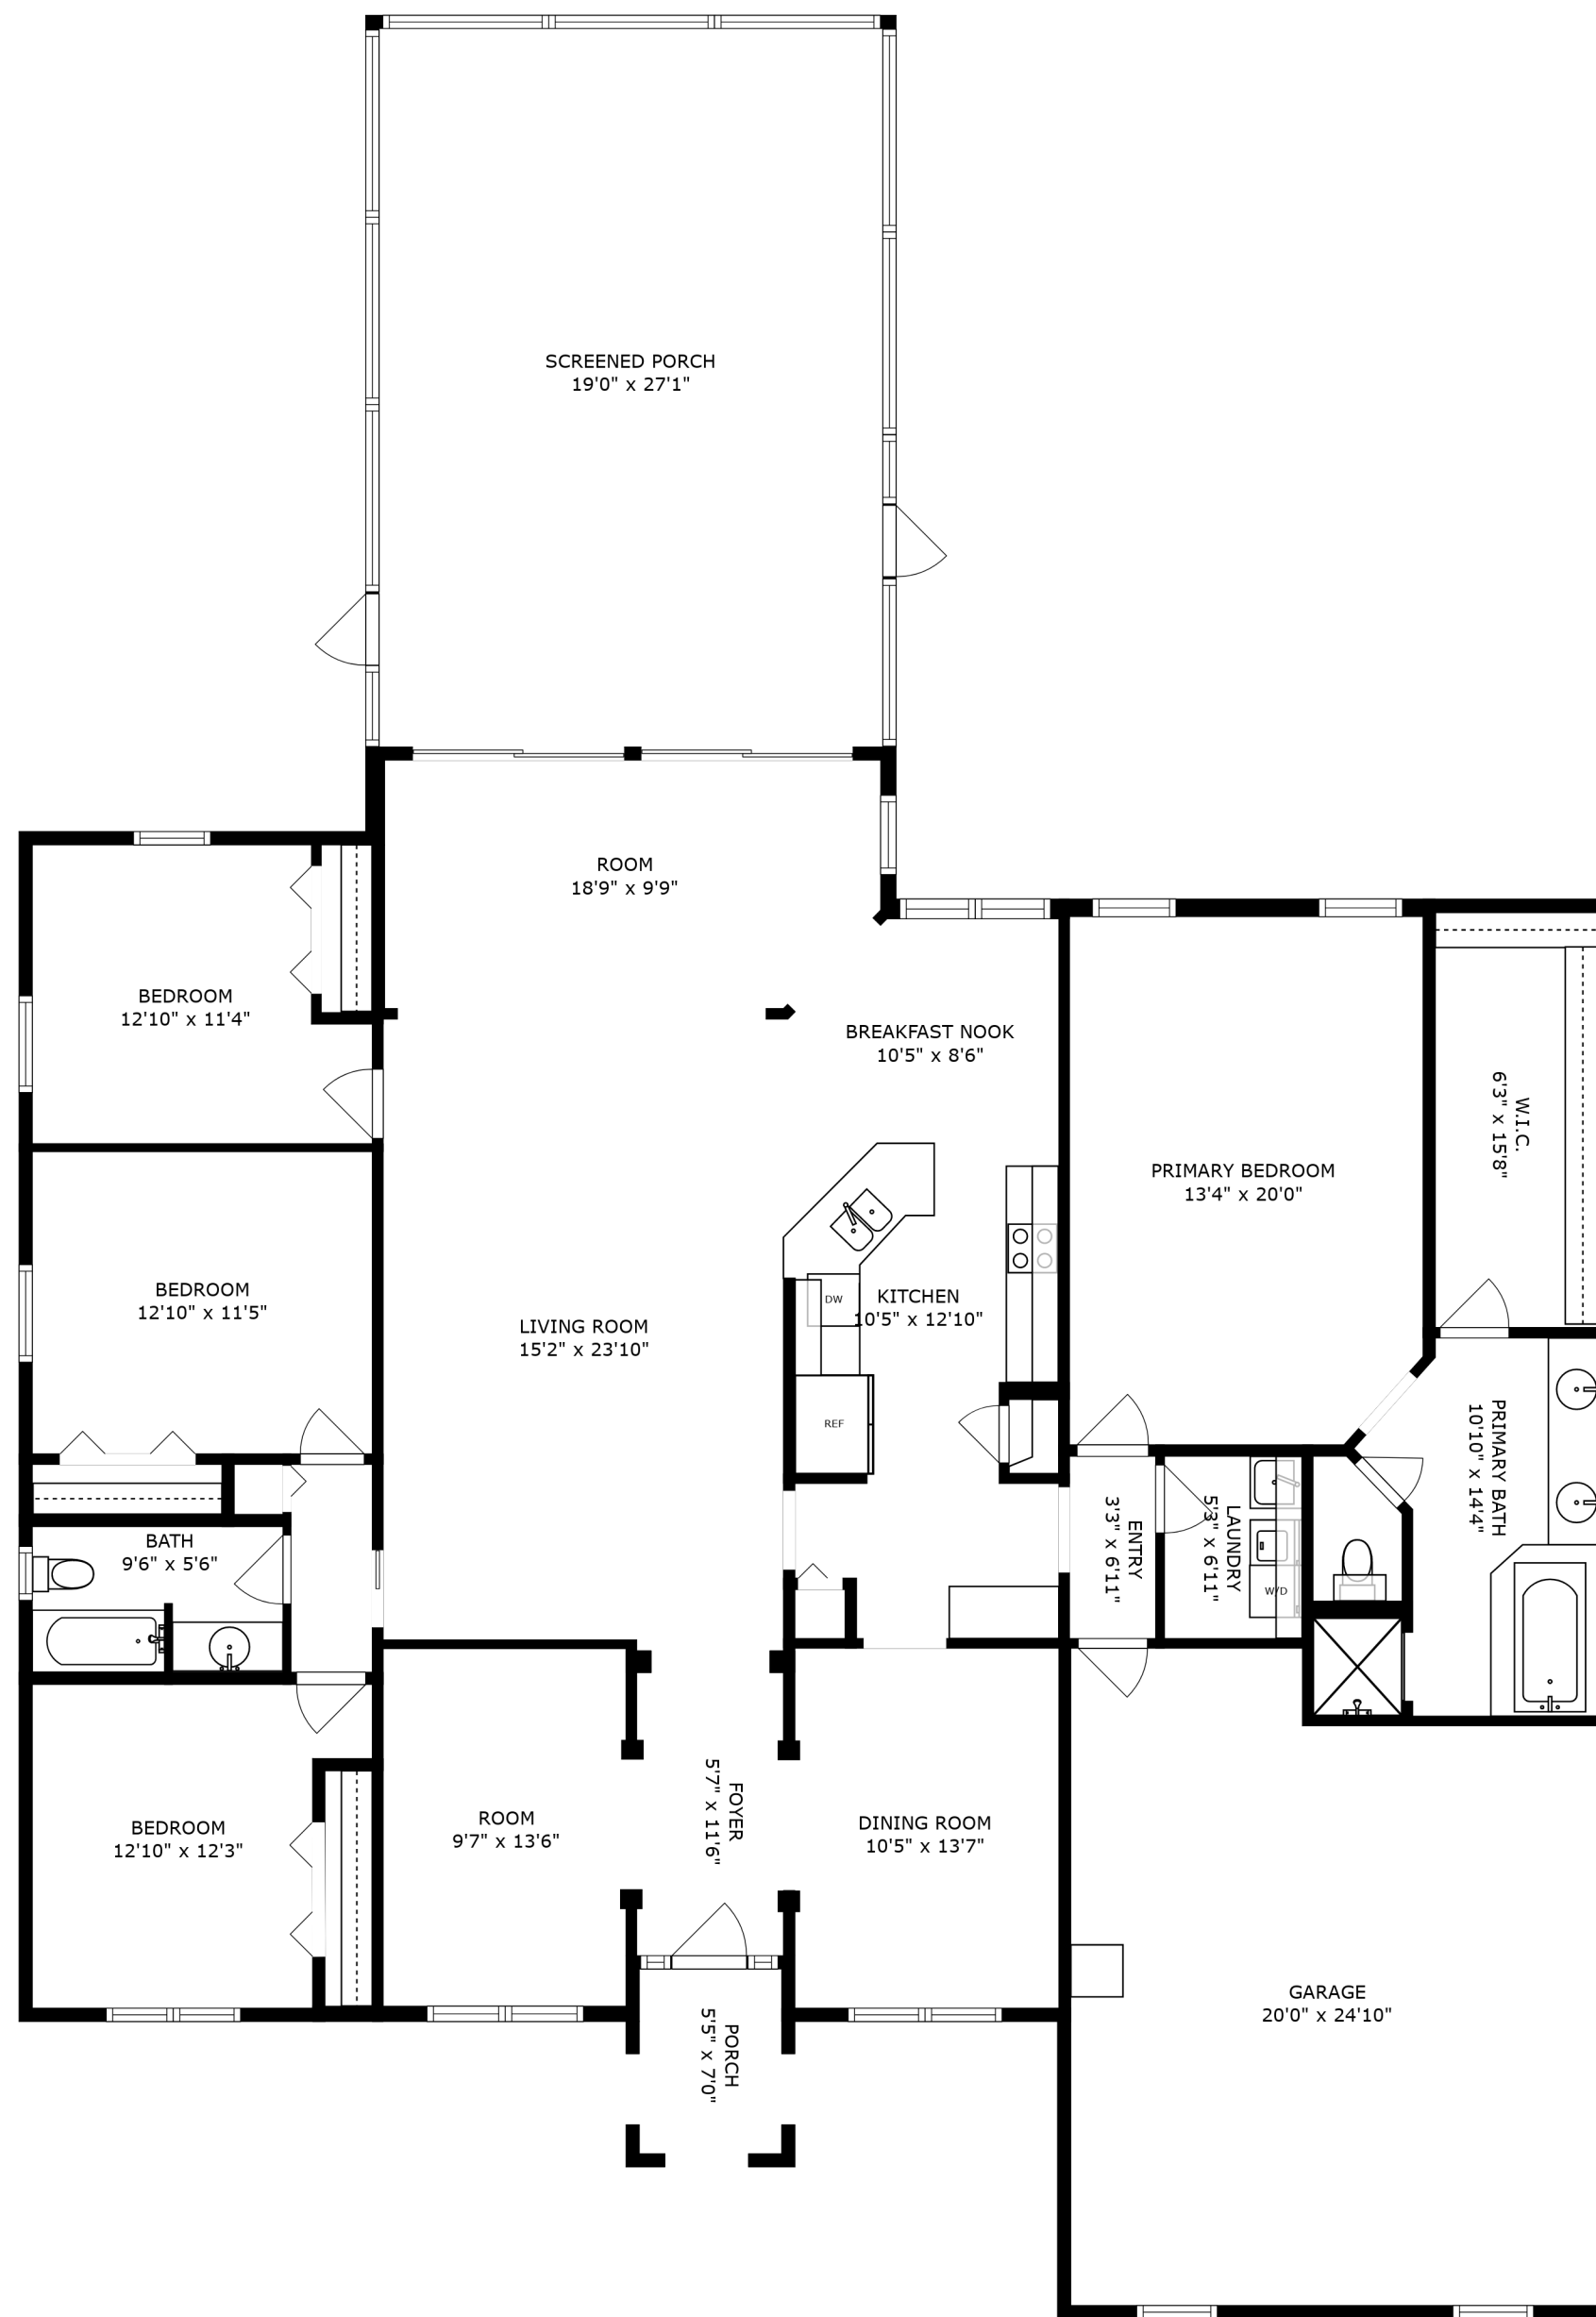 SCREENED PORCH
19'0" x 27'1"
ROOM
18'9" x 9'9"
BEDROOM
12'10" x 11'4"
BREAKFAST NOOK
10'5" x 8'6"
W.I.C.
6'3" x 15'8"
PRIMARY BEDROOM
13'4" x 20'0"
BEDROOM
12'10" x 11'5"
LIVING ROOM
15'2" x 23'10"
DW
KITCHEN
10'5" x 12'10"
REF
PRIMARY BATH
10'10" x 14'4"
BATH
9'6" x 5'6"
ENTRY
3'3" x 6'11"
LAUNDRY
5'3" x 6'11"
W/D
BEDROOM
12'10" x 12'3"
ROOM
9'7" x 13'6"
FOYER
5'7" x 11'6"
DINING ROOM
10'5" x 13'7"
GARAGE
20'0" x 24'10"
PORCH
5'5" x 7'0"